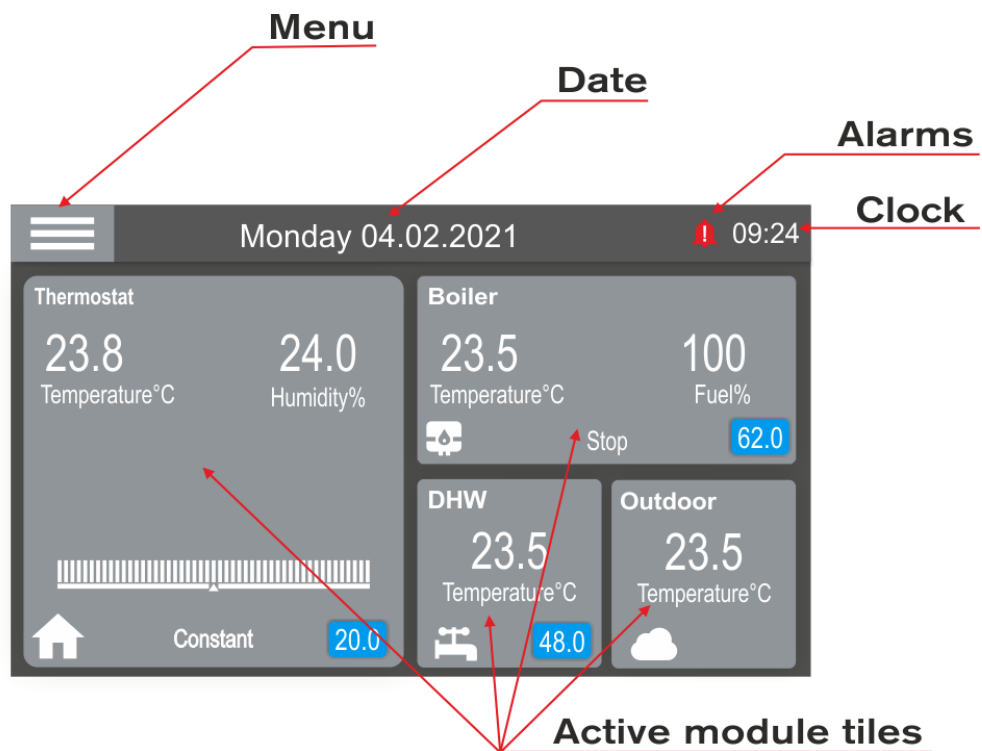 Menu
Date
Alarms
Clock
Monday 04.02.2021
09:24
Thermostat
23.8
24.0
Temperature°C
Humidity%
Constant
20.0
Boiler
23.5
100
Temperature°C
Fuel%
Stop
62.0
DHW
23.5
Temperature°C
48.0
Outdoor
23.5
Temperature°C
Active module tiles